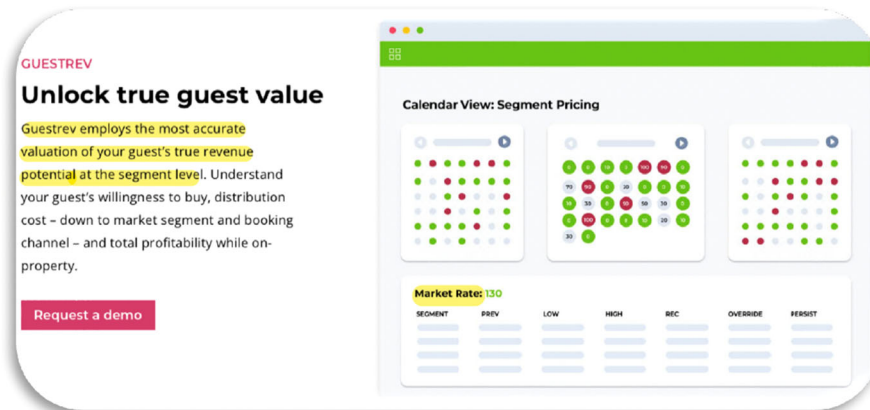 GUESTREV
Unlock true guest value
Guestrev employs the most accurate
valuation of your guest's true revenue
potential at the segment level. Understand
your guest's willingness to buy, distribution
cost – down to market segment and booking
channel – and total profitability while on-
property.
Request a demo
Calendar View: Segment Pricing
Market Rate: 130
SEGMENT PREV LOW HIGH REC OVERRIDE PERSIST